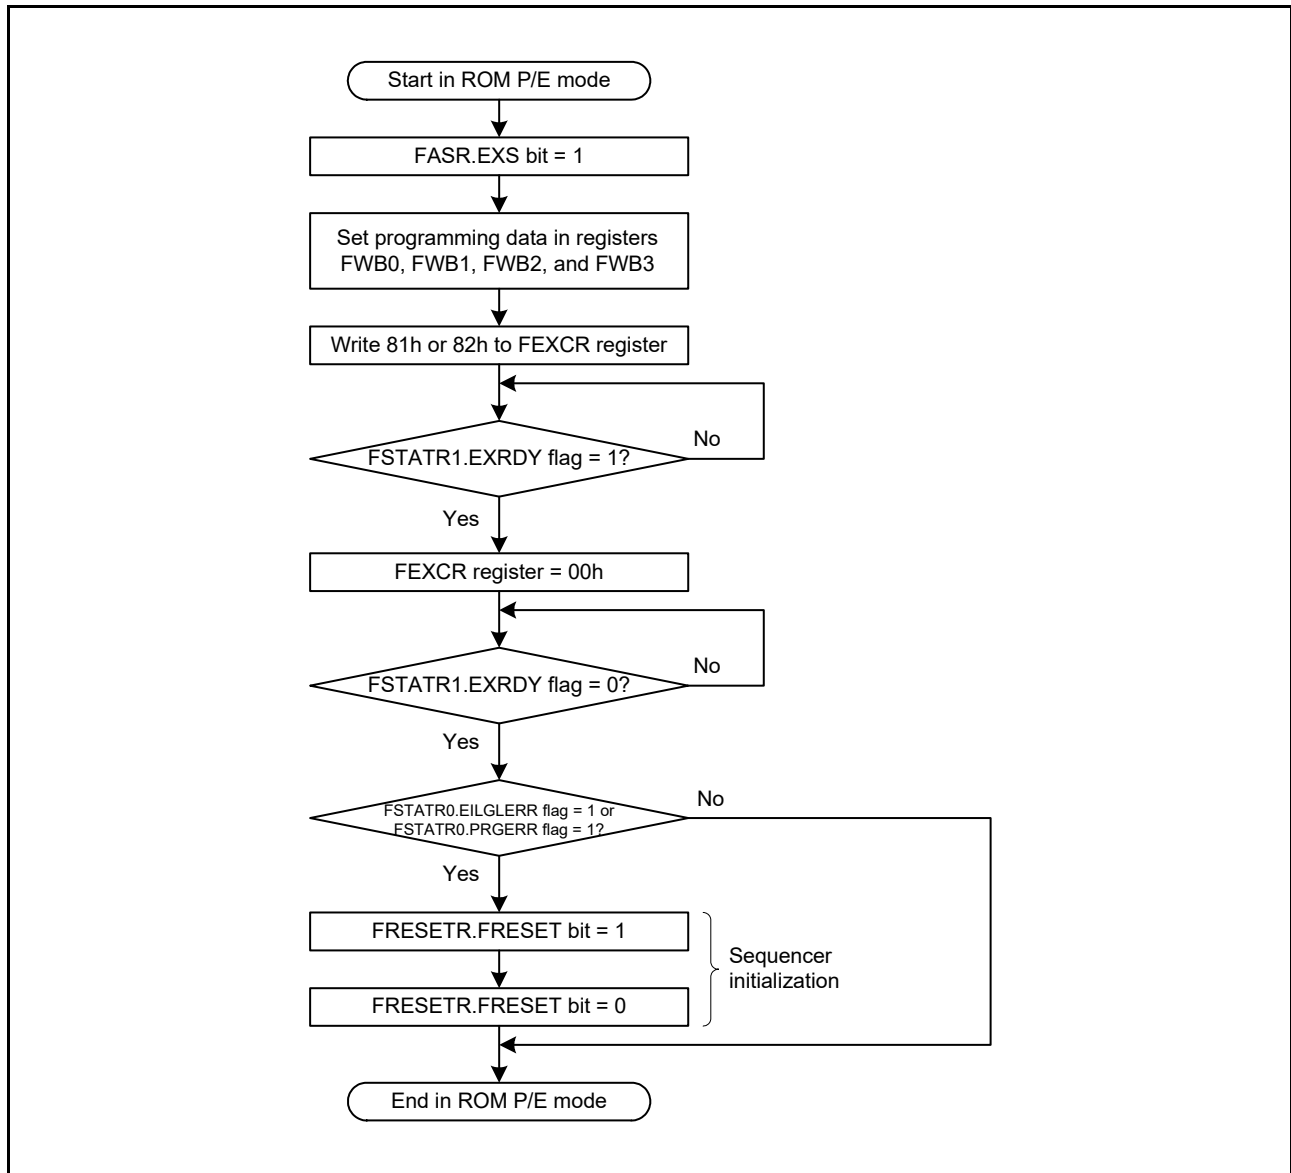 Start in ROM P/E mode
FASR.EXS bit = 1
Set programming data in registers
FWB0, FWB1, FWB2, and FWB3
Write 81h or 82h to FEXCR register
No
FSTATR1.EXRDY flag = 1?
Yes
FEXCR register = 00h
No
FSTATR1.EXRDY flag = 0?
Yes
No
FSTATR0.EILGLERR flag = 1 or
FSTATR0.PRGERR flag = 1?
Yes
FRESETR.FRESET bit = 1
Sequencer
initialization
FRESETR.FRESET bit = 0
End in ROM P/E mode